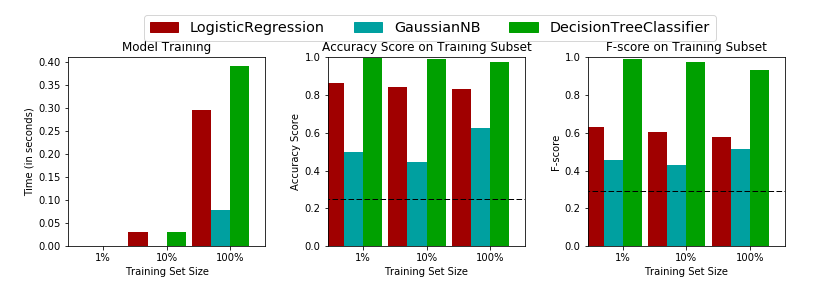 LogisticRegression GaussianNB DecisionTreeClassifier
Model Training
0.40
0.35
0.30
0.25
0.20
0.15
0.10
0.05
0.00
Time (in seconds)
1% 10% 100%
Training Set Size
Accuracy Score on Training Subset
1.0
0.8
0.6
0.4
0.2
0.0
Accuracy Score
1% 10% 100%
Training Set Size
F-score on Training Subset
1.0
0.8
0.6
0.4
0.2
0.0
F-score
1% 10% 100%
Training Set Size